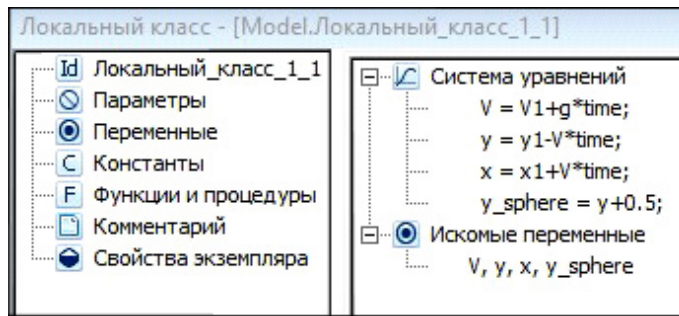 Локальный класс - [Model.Локальный_класс_1_1]
Id Локальный_класс_1_1
Параметры
Переменные
C Константы
F Функции и процедуры
Комментарий
Свойства экземпляра
Система уравнений
V = V1+g*time;
y = y1-V*time;
x = x1+V*time;
y_sphere = y+0.5;
Искомые переменные
V, y, x, y_sphere